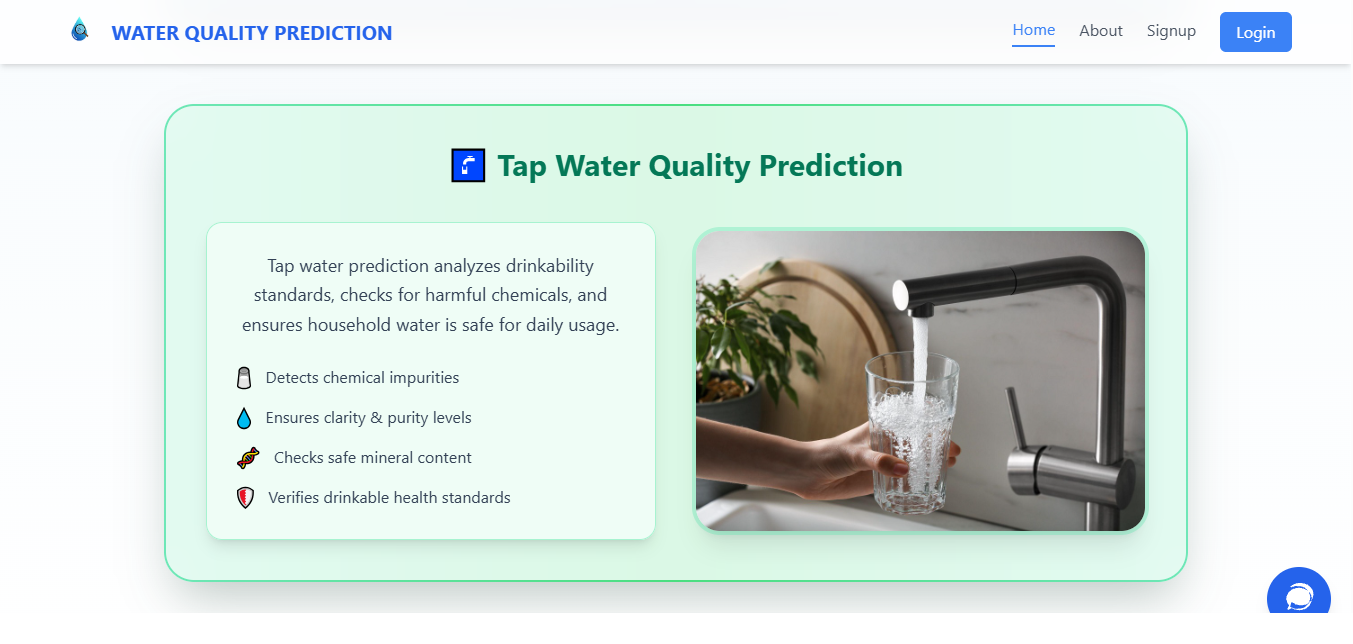 WATER QUALITY PREDICTION
Home
About
Signup
Login
Tap Water Quality Prediction
Tap water prediction analyzes drinkability
standards, checks for harmful chemicals, and
ensures household water is safe for daily usage.
Detects chemical impurities
Ensures clarity & purity levels
Checks safe mineral content
Verifies drinkable health standards